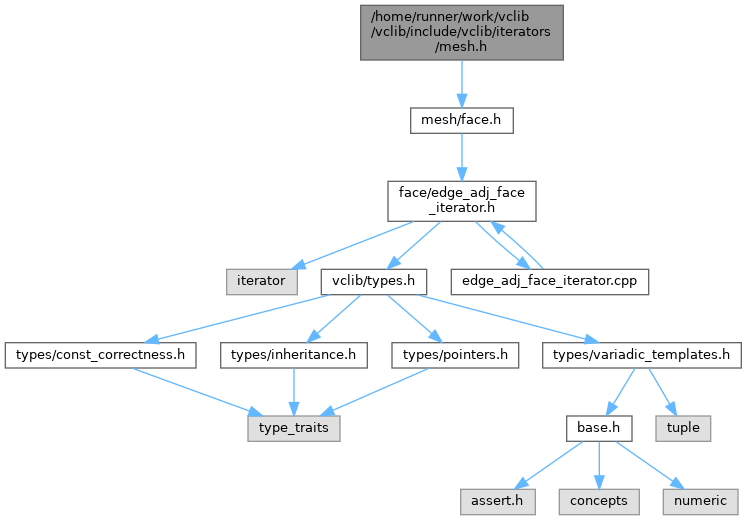 /home/runner/work/vclib
/vclib/include/vclib/iterators
/mesh.h
mesh/face.h
face/edge_adj_face
_iterator.h
iterator
vclib/types.h
edge_adj_face_iterator.cpp
types/const_correctness.h
types/inheritance.h
types/pointers.h
types/variadic_templates.h
type_traits
base.h
tuple
assert.h
concepts
numeric